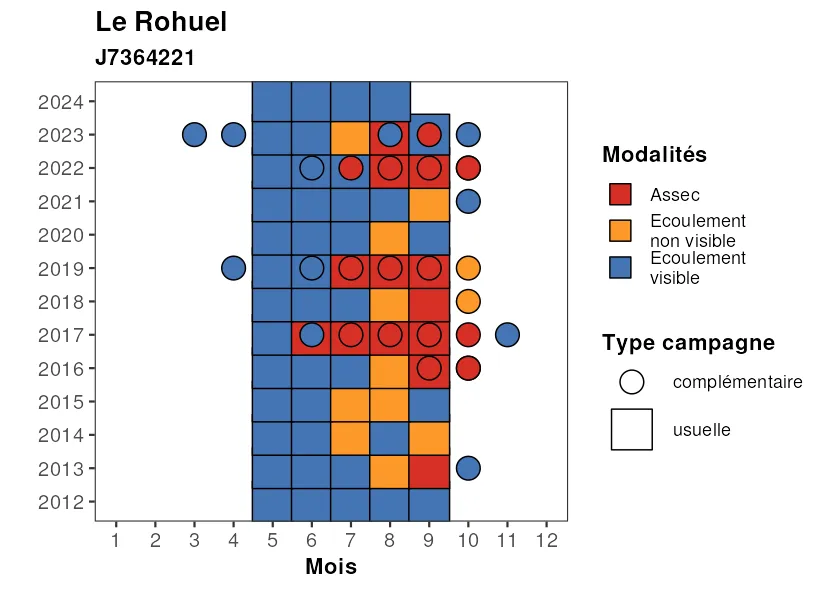 Le Rohuel
J7364221
2024
2023
2022
2021
2020
2019
2018
2017
2016
2015
2014
2013
2012
1 2 3 4 5 6 7 8 9 10 11 12
Mois
Modalités
Assec
Ecoulement
non visible
Ecoulement
visible
Type campagne
complémentaire
usuelle